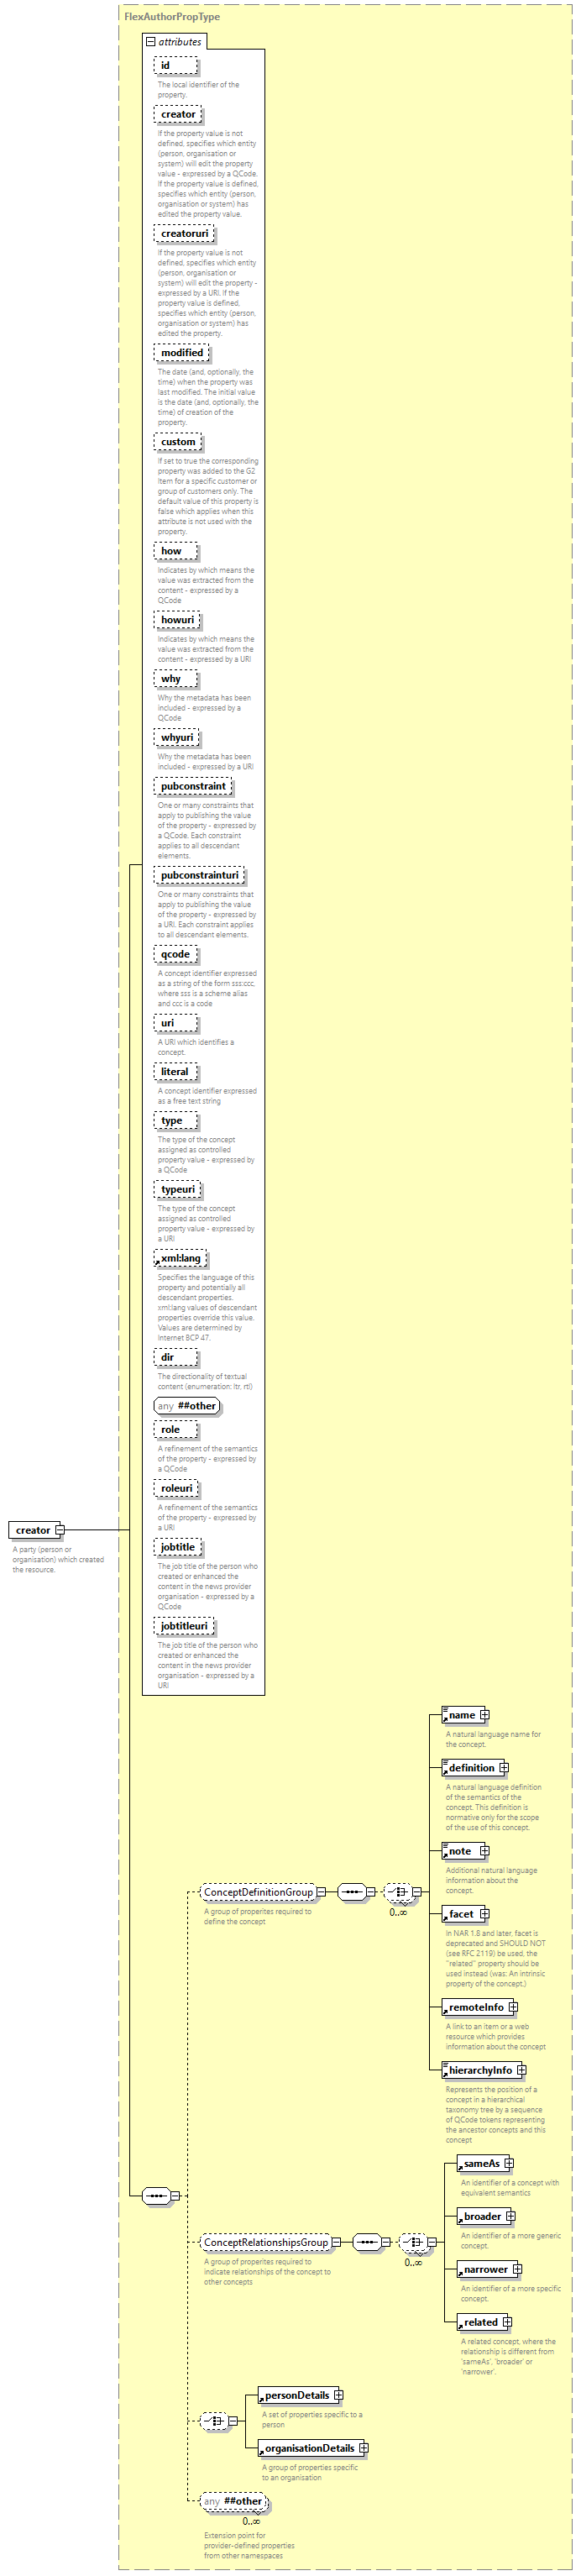 FlexAuthorPropType
attributes
id
The local identifier of the
property.
creator
If the property value is not
defined, specifies which entity
(person, organisation or
system) will edit the property
value - expressed by a QCode.
If the property value is defined,
specifies which entity (person,
organisation or system) has
edited the property value.
creatoruri
If the property value is not
defined, specifies which entity
(person, organisation or
system) will edit the property -
expressed by a URI. If the
property value is defined,
specifies which entity (person,
organisation or system) has
edited the property.
modified
The date (and, optionally, the
time) when the property was
last modified. The initial value
is the date (and, optionally, the
time) of creation of the
property.
custom
If set to true the corresponding
property was added to the G2
Item for a specific customer or
group of customers only. The
default value of this property is
false which applies when this
attribute is not used with the
property.
how
Indicates by which means the
value was extracted from the
content - expressed by a
QCode
howuri
Indicates by which means the
value was extracted from the
content - expressed by a URI
why
Why the metadata has been
included - expressed by a
QCode
whyuri
Why the metadata has been
included - expressed by a URI
pubconstraint
One or many constraints that
apply to publishing the value
of the property - expressed by
a QCode. Each constraint
applies to all descendant
elements.
pubconstrainturi
One or many constraints that
apply to publishing the value
of the property - expressed by
a URI. Each constraint applies
to all descendant elements.
qcode
A concept identifier expressed
as a string of the form sss:ccc,
where sss is a scheme alias
and ccc is a code
uri
A URI which identifies a
concept.
literal
A concept identifier expressed
as a free text string
type
The type of the concept
assigned as controlled
property value - expressed by
a QCode
typeuri
The type of the concept
assigned as controlled
property value - expressed by
a URI
xml:lang
Specifies the language of this
property and potentially all
descendant properties.
xml:lang values of descendant
properties override this value.
Values are determined by
Internet BCP 47.
dir
The directionality of textual
content (enumeration: ltr, rtl)
any ##other
role
A refinement of the semantics
of the property - expressed by
a QCode
roleuri
A refinement of the semantics
of the property - expressed by
a URI
jobtitle
The job title of the person who
created or enhanced the
content in the news provider
organisation - expressed by a
QCode
jobtitleuri
The job title of the person who
created or enhanced the
content in the news provider
organisation - expressed by a
URI
creator
A party (person or
organisation) which created
the resource.
ConceptDefinitionGroup
0..∞
A group of properites required to
define the concept
name
A natural language name for
the concept.
definition
A natural language definition
of the semantics of the
concept. This definition is
normative only for the scope
of the use of this concept.
note
Additional natural language
information about the
concept.
facet
In NAR 1.8 and later, facet is
deprecated and SHOULD NOT
(see RFC 2119) be used, the
"related" property should be
used instead (was: An intrinsic
property of the concept.)
remoteInfo
A link to an item or a web
resource which provides
information about the concept
hierarchyInfo
Represents the position of a
concept in a hierarchical
taxonomy tree by a sequence
of QCode tokens representing
the ancestor concepts and this
concept
ConceptRelationshipsGroup
0..∞
A group of properites required to
indicate relationships of the concept to
other concepts
sameAs
An identifier of a concept with
equivalent semantics
broader
An identifier of a more generic
concept.
narrower
An identifier of a more specific
concept.
related
A related concept, where the
relationship is different from
'sameAs', 'broader' or
'narrower'.
personDetails
A set of properties specific to a
person
organisationDetails
A group of properties specific
to an organisation
any ##other
0..∞
Extension point for
provider-defined properties
from other namespaces